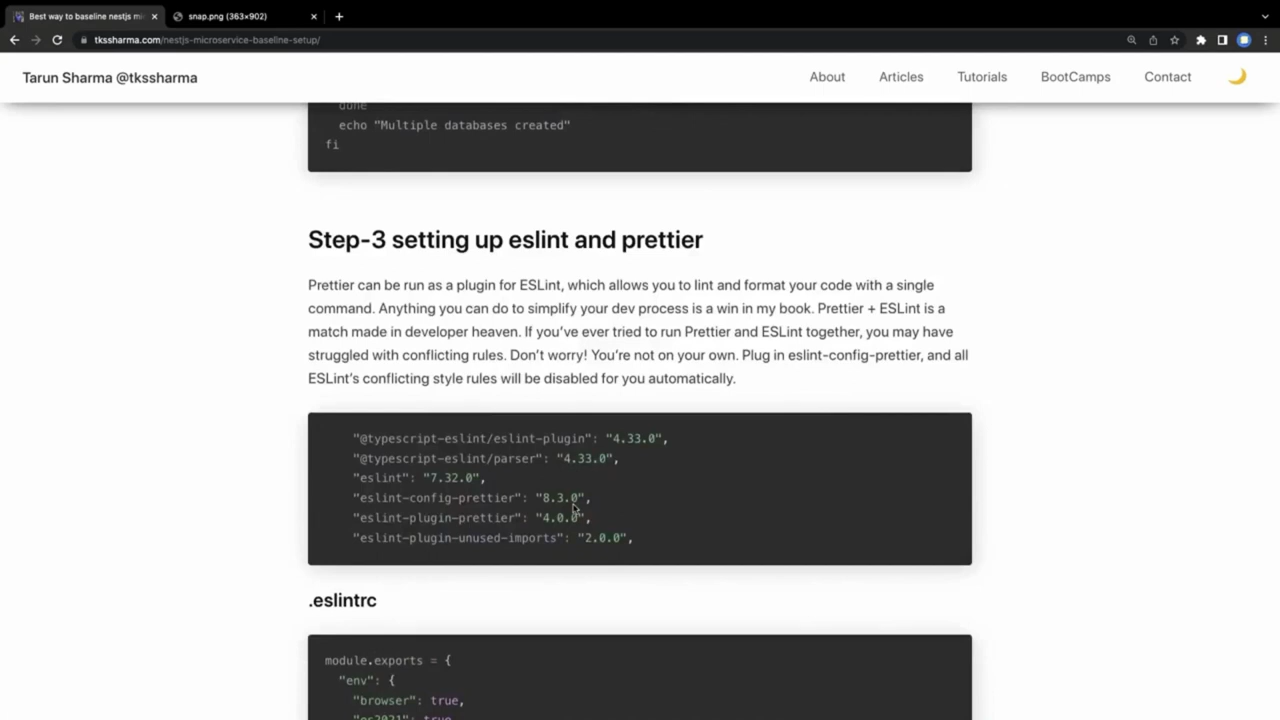 Best way to baseline nestjs mi
snap.png (363×902)
tkssharma.com/nestjs-microservice-baseline-setup/
Tarun Sharma @tkssharma
About
Articles
Tutorials
BootCamps
Contact
done
echo "Multiple databases created"
fi
Step-3 setting up eslint and prettier
Prettier can be run as a plugin for ESLint, which allows you to lint and format your code with a single
command. Anything you can do to simplify your dev process is a win in my book. Prettier + ESLint is a
match made in developer heaven. If you’ve ever tried to run Prettier and ESLint together, you may have
struggled with conflicting rules. Don’t worry! You’re not on your own. Plug in eslint-config-prettier, and all
ESLint’s conflicting style rules will be disabled for you automatically.
"@typescript-eslint/eslint-plugin": "4.33.0",
"@typescript-eslint/parser": "4.33.0",
"eslint": "7.32.0",
"eslint-config-prettier": "8.3.0",
"eslint-plugin-prettier": "4.0.0",
"eslint-plugin-unused-imports": "2.0.0",
.eslintrc
module.exports = {
"env": {
"browser": true,
"es2021": true